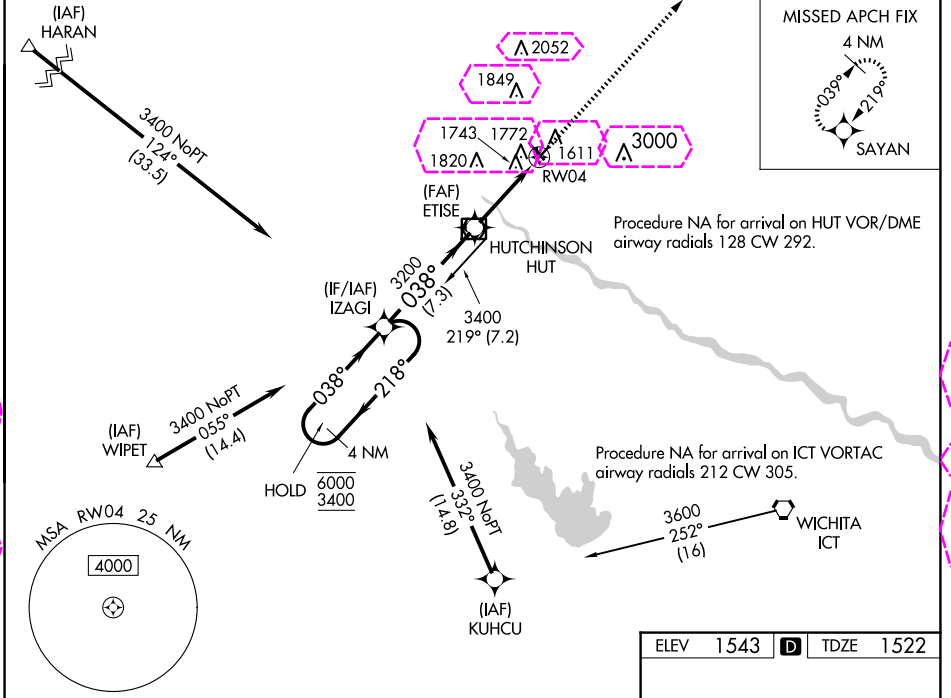 (IAF)
HARAN
3400 NoPT
124°
(33.5)
2052
1849
1743
1772
1820
1611
3000
RW04
(FAF)
ETISE
HUTCHINSON
HUT
3200
038°
(7.3)
3400
219° (7.2)
(IF/IAF)
IZAGI
038°
218°
4 NM
HOLD
6000
3400
3400 NoPT
055°
(14.4)
(IAF)
WIPET
3400 NoPT
332°
(14.8)
(IAF)
KUHCU
MISSED APCH FIX
4 NM
039°
219°
SAYAN
Procedure NA for arrival on HUT VOR/DME
airway radials 128 CW 292.
Procedure NA for arrival on ICT VORTAC
airway radials 212 CW 305.
3600
252°
(16)
WICHITA
ICT
MSA RW04 25 NM
4000
ELEV 1543 D TDZE 1522